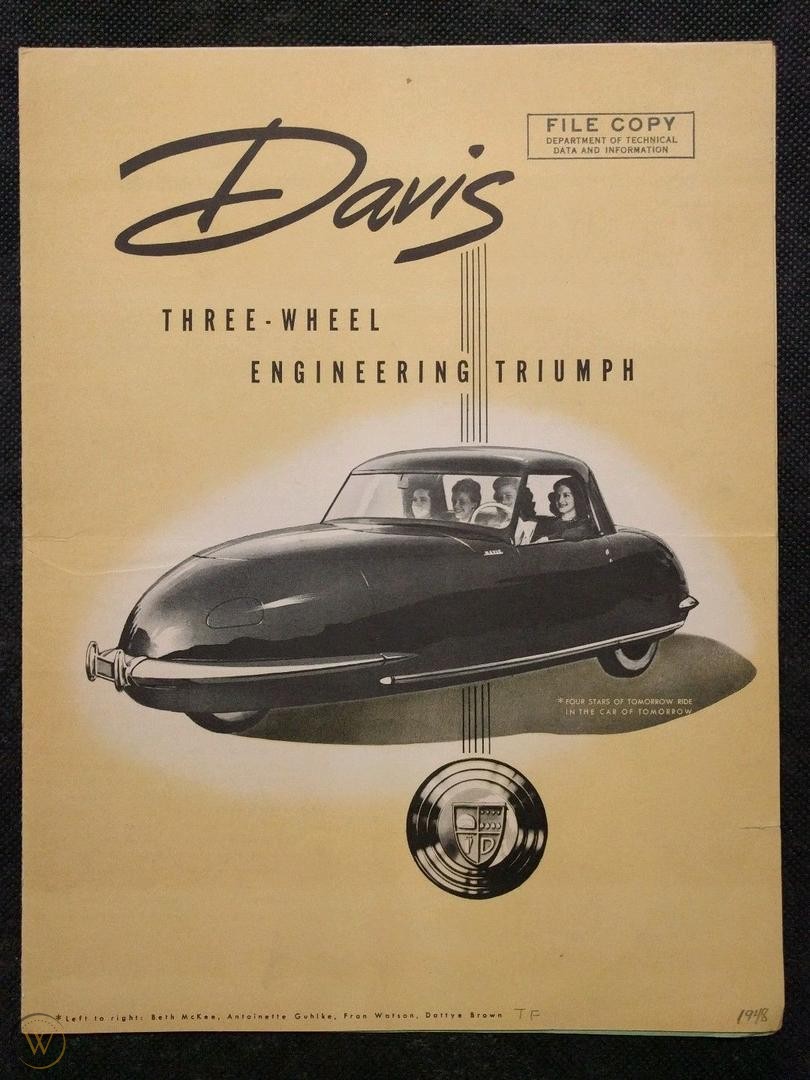 Davis
FILE COPY
DEPARTMENT OF TECHNICAL
DATA AND INFORMATION
THREE-WHEEL
ENGINEERING TRIUMPH
DAVIS
*FOUR STARS OF TOMORROW RIDE
IN THE CAR OF TOMORROW
D
*Left to right: Beth McKee, Antoinette Guhlke, Fran Watson, Dottye Brown TF
1948
W